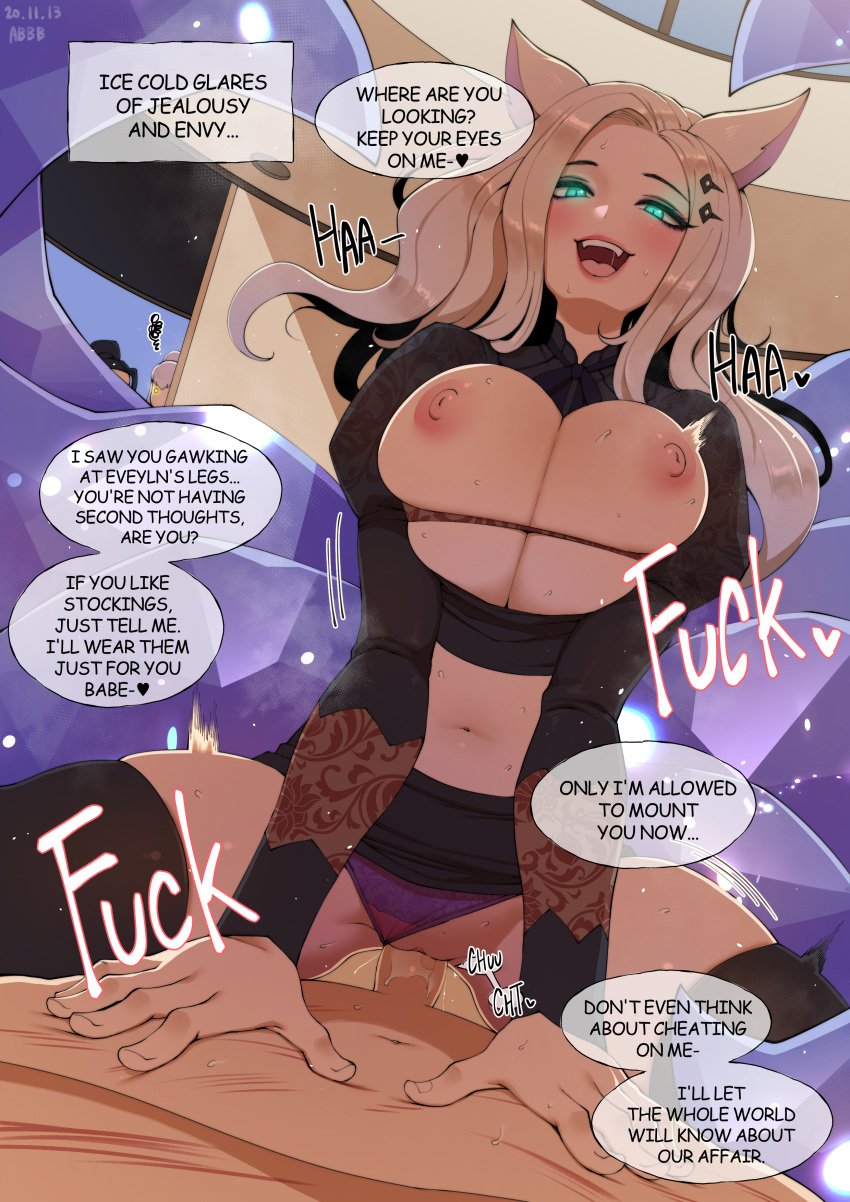 20.11.13
ABBB
ICE COLD GLARES
OF JEALOUSY
AND ENVY...
WHERE ARE YOU
LOOKING?
KEEP YOUR EYES
ON ME-♥
HAA-
HAA♥
I SAW YOU GAWKING
AT EVEYLN'S LEGS...
YOU'RE NOT HAVING
SECOND THOUGHTS,
ARE YOU?
IF YOU LIKE
STOCKINGS,
JUST TELL ME.
I'LL WEAR THEM
JUST FOR YOU
BABE-♥
FUCK♥
ONLY I'M ALLOWED
TO MOUNT
YOU NOW...
FUCK
CHUU
CHT♥
DON'T EVEN THINK
ABOUT CHEATING
ON ME-
I'LL LET
THE WHOLE WORLD
WILL KNOW ABOUT
OUR AFFAIR.